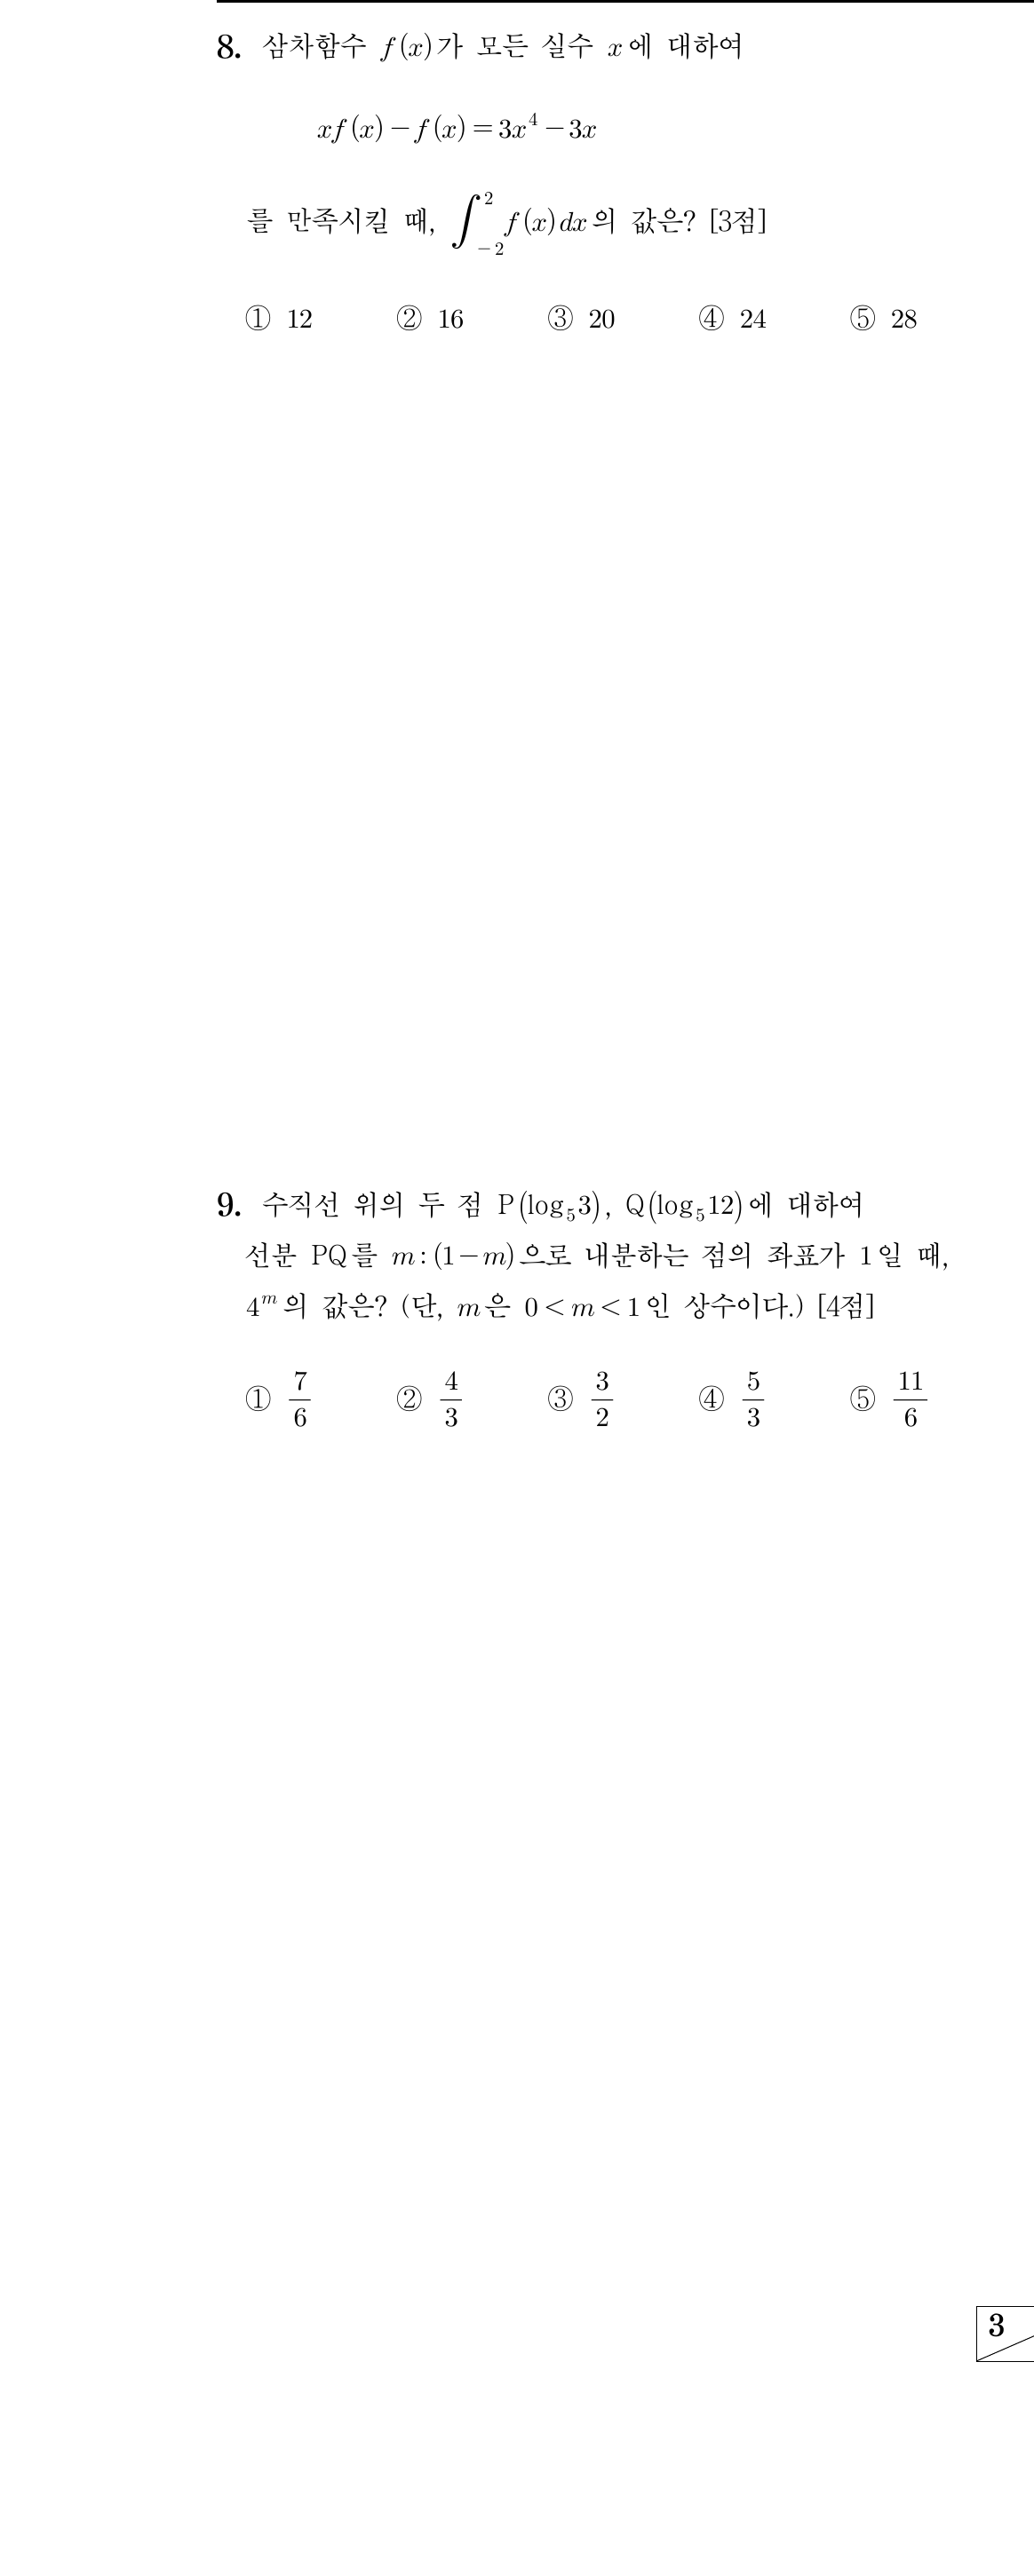 8. 삼차함수 f(x)가 모든 실수 x에 대하여
xf(x)−f(x)=3x⁴−3x
를 만족시킬 때, ∫₋₂² f(x)dx의 값은? [3점]
① 12 ② 16 ③ 20 ④ 24 ⑤ 28
9. 수직선 위의 두 점 P(log₅3), Q(log₅12)에 대하여
선분 PQ를 m:(1−m)으로 내분하는 점의 좌표가 1일 때,
4ᵐ의 값은? (단, m은 0<m<1인 상수이다.) [4점]
① 7/6 ② 4/3 ③ 3/2 ④ 5/3 ⑤ 11/6
3